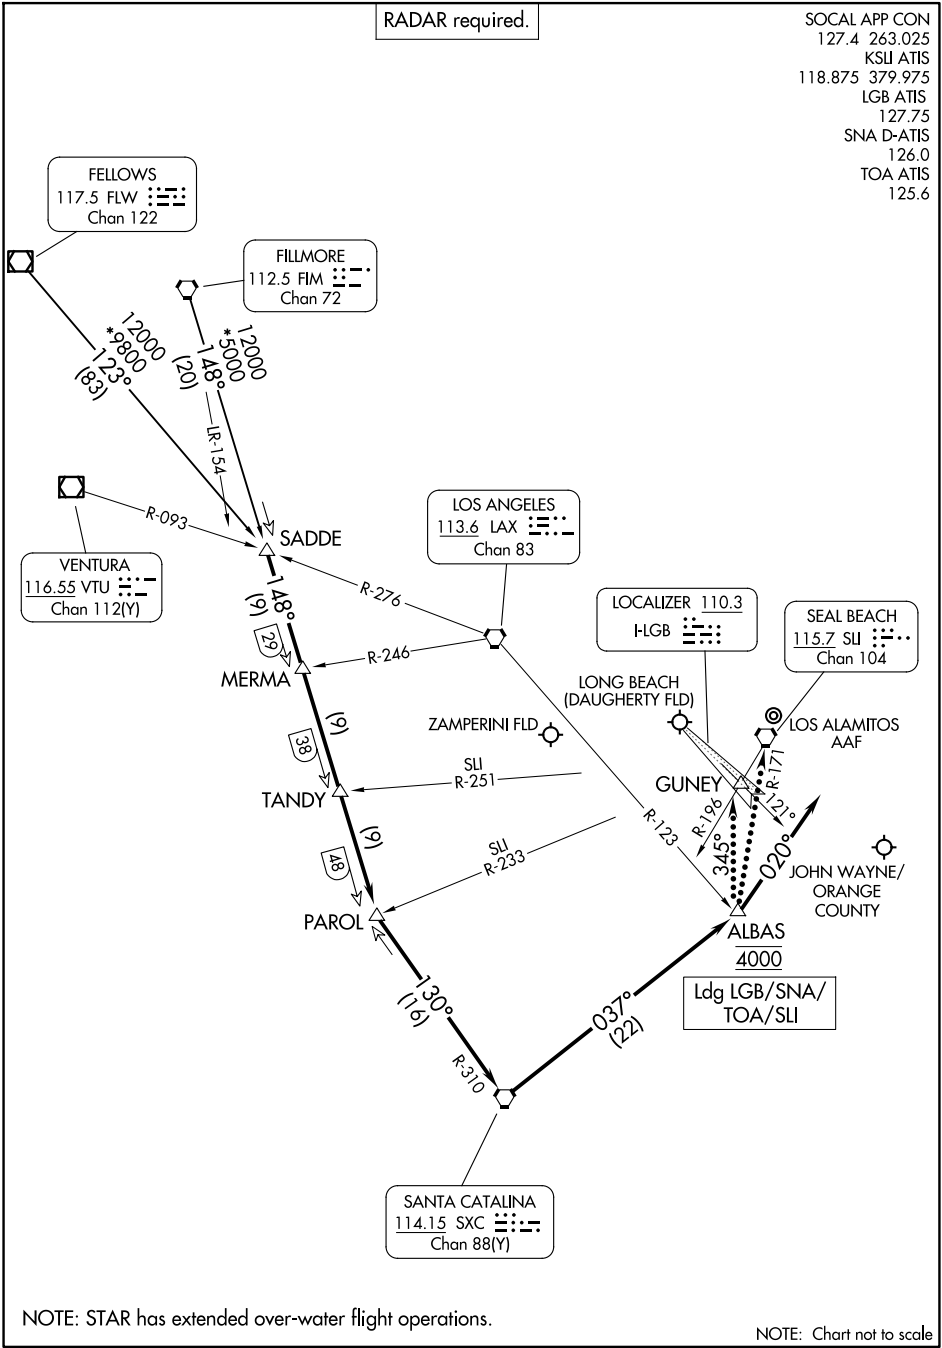 RADAR required.
SOCAL APP CON
127.4 263.025
KSLI ATIS
118.875 379.975
LGB ATIS
127.75
SNA D-ATIS
126.0
TOA ATIS
125.6
FELLOWS
117.5 FLW
Chan 122
FILLMORE
112.5 FIM
Chan 72
12000
*9800
123°
(83)
12000
*5000
148°
(20)
LR-154
R-093
SADDE
VENTURA
116.55 VTU
Chan 112(Y)
LOS ANGELES
113.6 LAX
Chan 83
R-276
148°
(9)
29
R-246
MERMA
LOCALIZER 110.3
I-LGB
SEAL BEACH
115.7 SLI
Chan 104
LONG BEACH
(DAUGHERTY FLD)
ZAMPERINI FLD
LOS ALAMITOS
AAF
(9)
38
SLI
R-251
TANDY
GUNEY
R-171
121°
R-196
R-123
345°
020°
(9)
48
SLI
R-233
JOHN WAYNE/
ORANGE
COUNTY
PAROL
ALBAS
4000
Ldg LGB/SNA/
TOA/SLI
130°
(16)
037°
(22)
R-310
SANTA CATALINA
114.15 SXC
Chan 88(Y)
NOTE: STAR has extended over-water flight operations.
NOTE: Chart not to scale